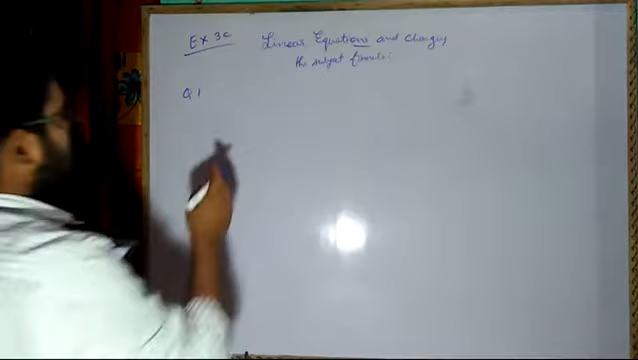 EX 3C Linear Equations and changing
the subject formula:
Q1